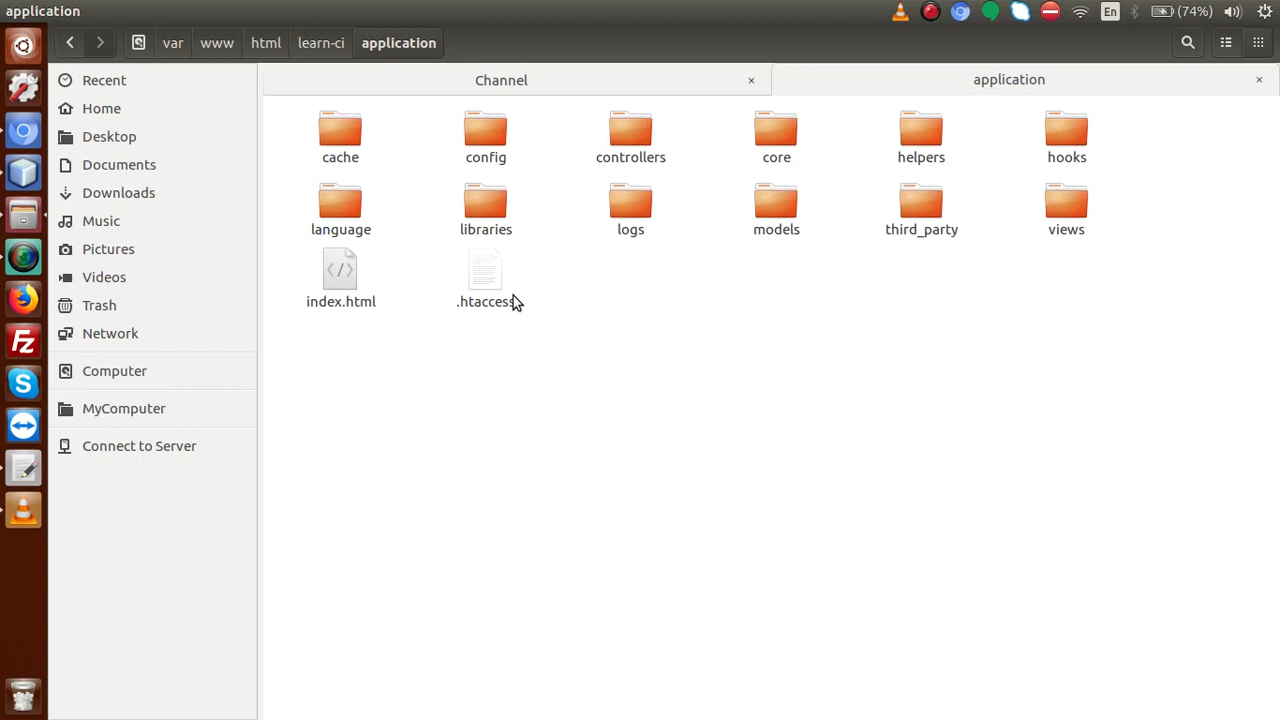 application
En
(74%)
var
www
html
learn-ci
application
Recent
Home
Desktop
Documents
Downloads
Music
Pictures
Videos
Trash
Network
Computer
MyComputer
Connect to Server
Channel
application
cache
config
controllers
core
helpers
hooks
language
libraries
logs
models
third_party
views
index.html
.htaccess